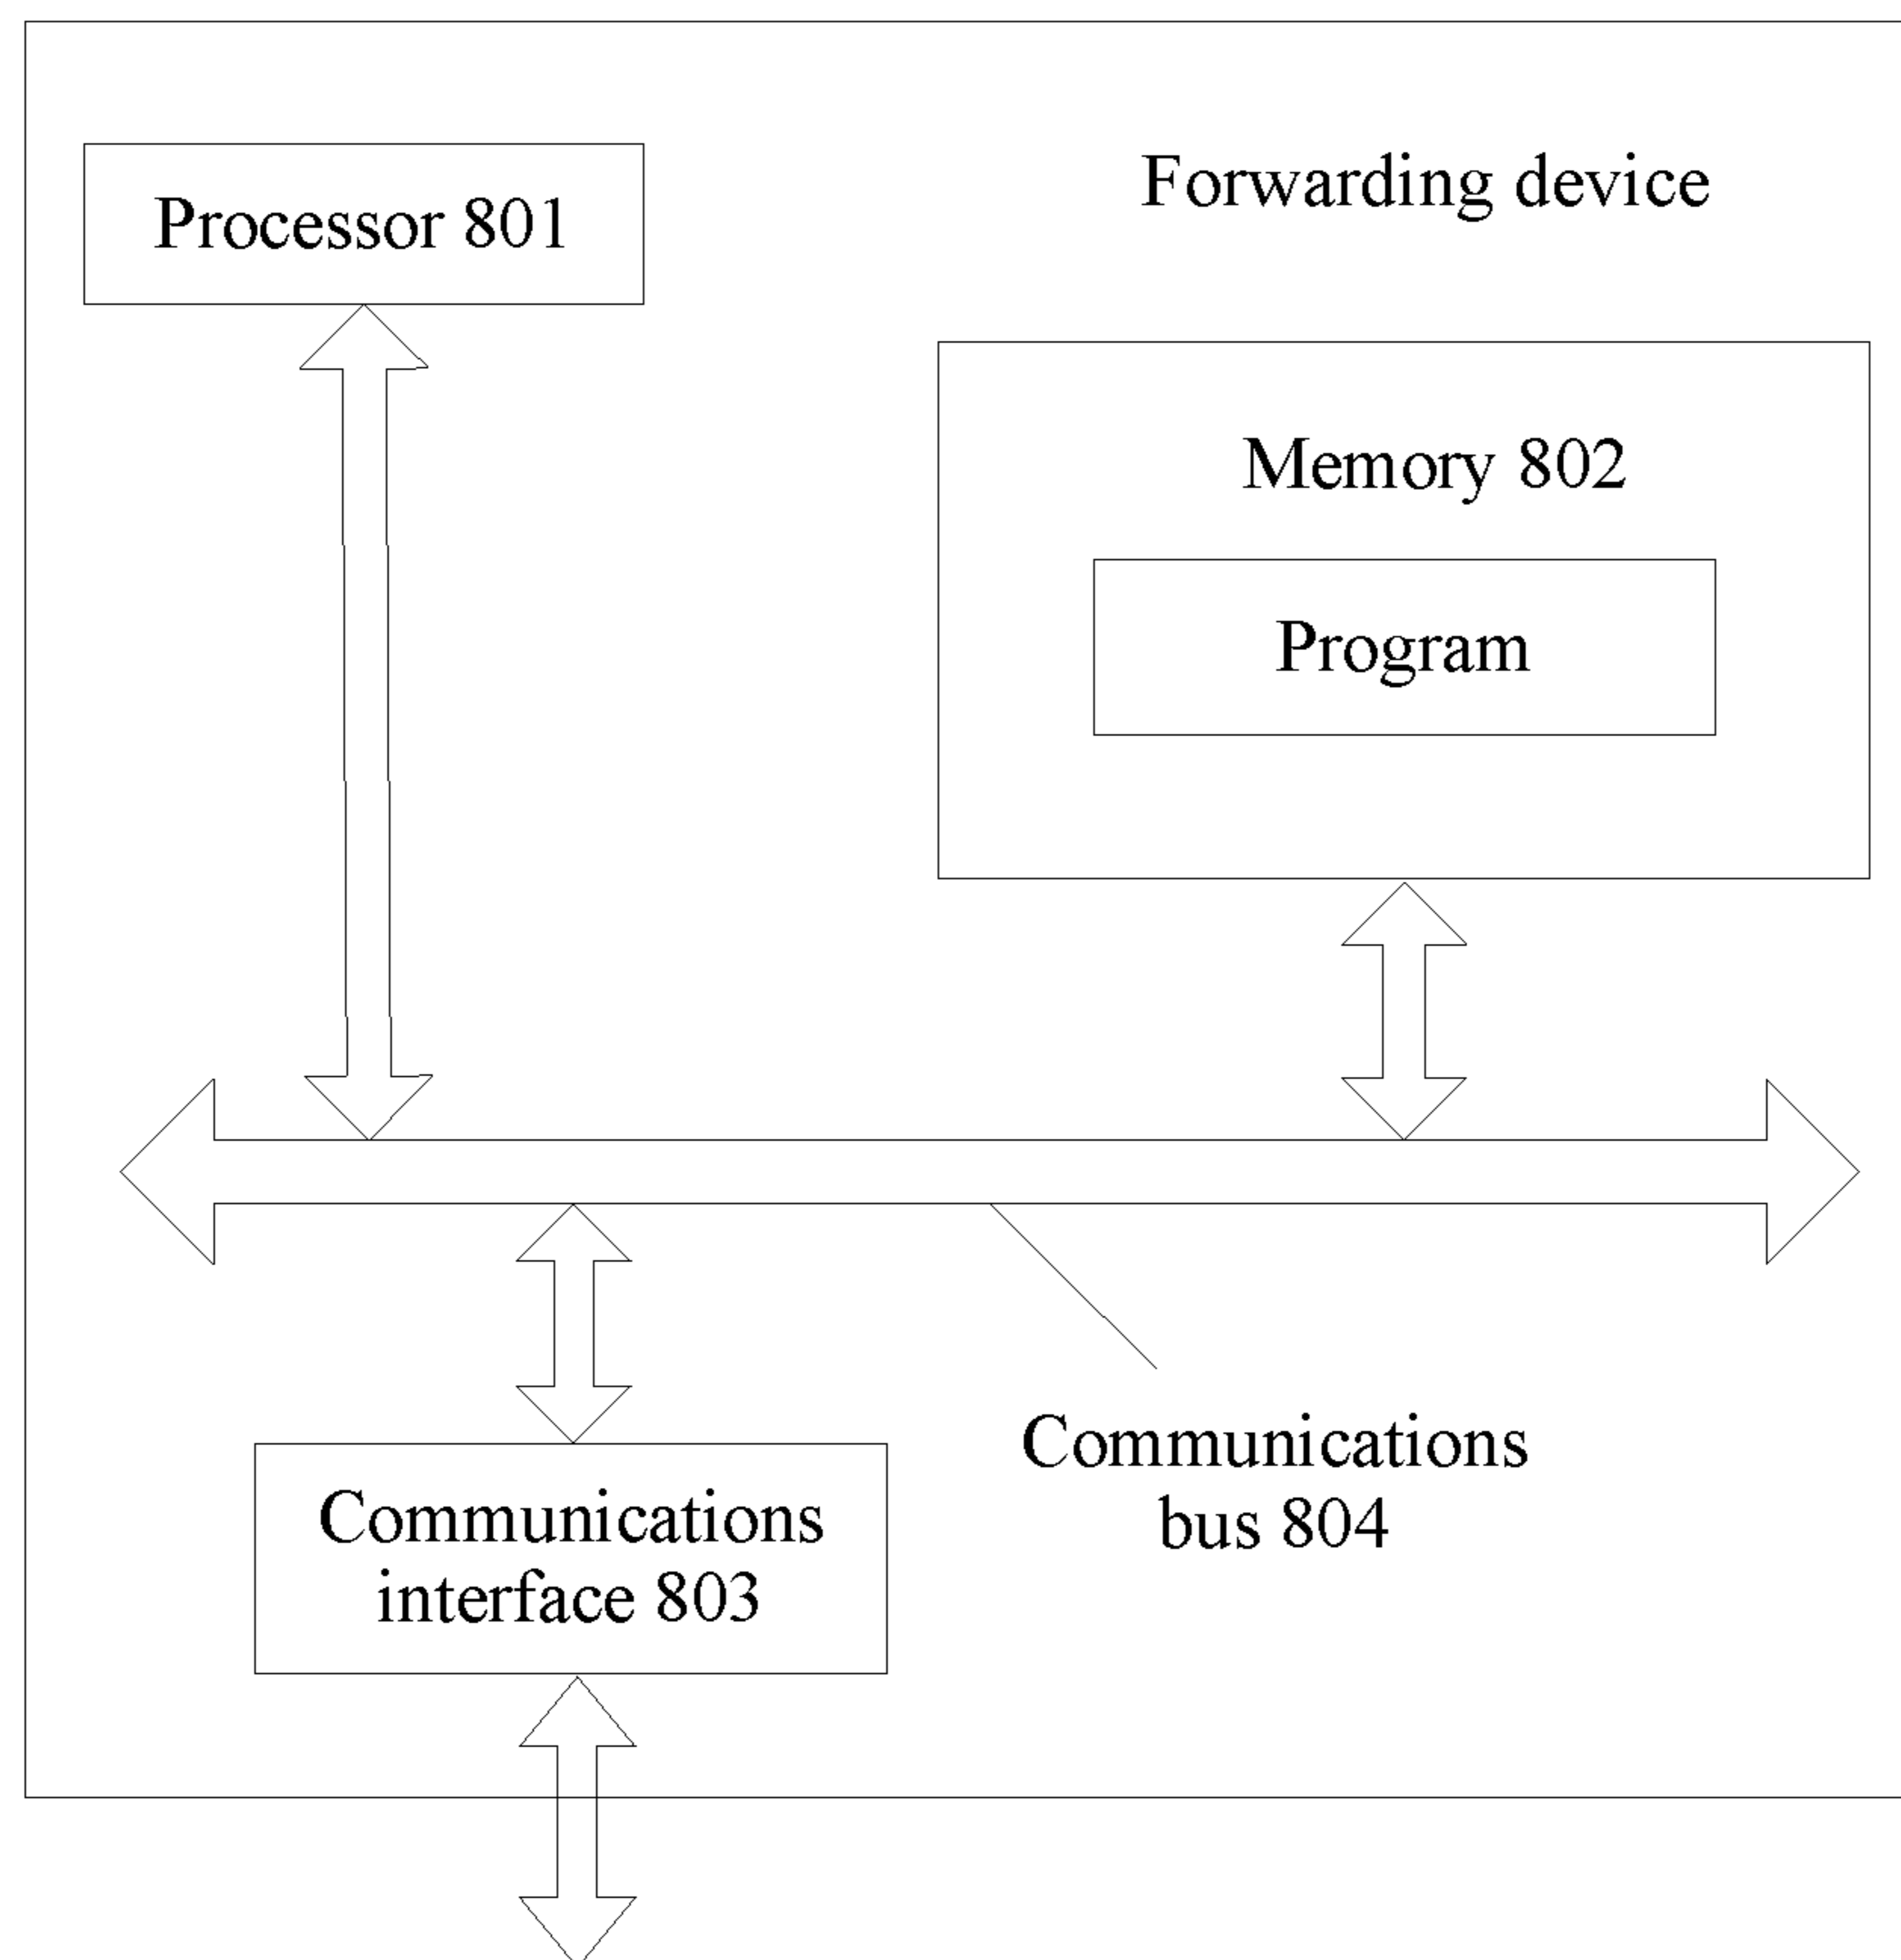 Processor 801
Forwarding device
Memory 802
Program
Communications
bus 804
Communications
interface 803